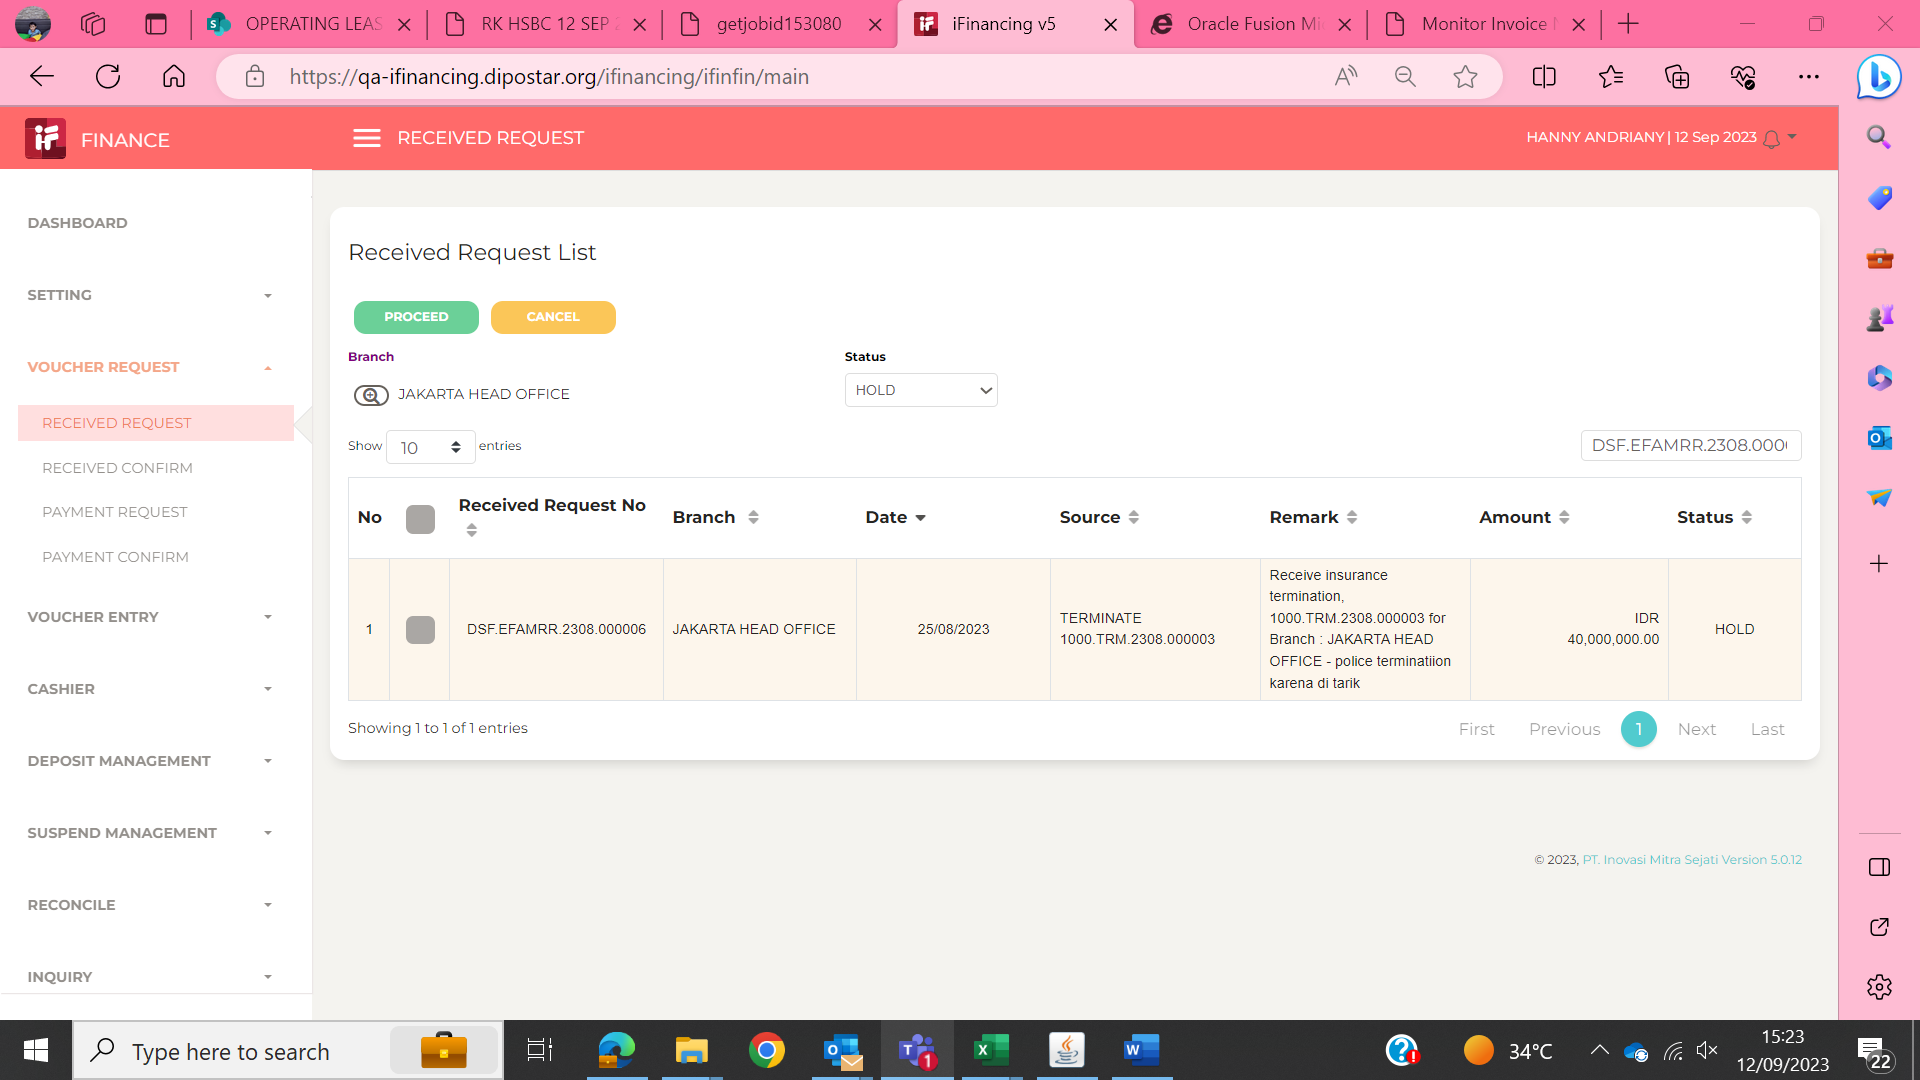 OPERATING LEAS
RK HSBC 12 SEP
getjobid153080
iFinancing v5
Oracle Fusion Mi
Monitor Invoice
https://qa-ifinancing.dipostar.org/ifinancing/ifinfin/main
iF FINANCE
RECEIVED REQUEST
HANNY ANDRIANY | 12 Sep 2023
DASHBOARD
SETTING
VOUCHER REQUEST
RECEIVED REQUEST
RECEIVED CONFIRM
PAYMENT REQUEST
PAYMENT CONFIRM
VOUCHER ENTRY
CASHIER
DEPOSIT MANAGEMENT
SUSPEND MANAGEMENT
RECONCILE
INQUIRY
Received Request List
PROCEED CANCEL
Branch
JAKARTA HEAD OFFICE
Status
HOLD
Show 10 entries
DSF.EFAMRR.2308.000
No Received Request No Branch Date Source Remark Amount Status
1 DSF.EFAMRR.2308.000006 JAKARTA HEAD OFFICE 25/08/2023
TERMINATE
1000.TRM.2308.000003
Receive insurance
termination,
1000.TRM.2308.000003 for
Branch : JAKARTA HEAD
OFFICE - police terminatiion
karena di tarik
IDR
40,000,000.00
HOLD
Showing 1 to 1 of 1 entries
First Previous 1 Next Last
© 2023, PT. Inovasi Mitra Sejati Version 5.0.12
Type here to search
1
34°C
15:23
12/09/2023
22